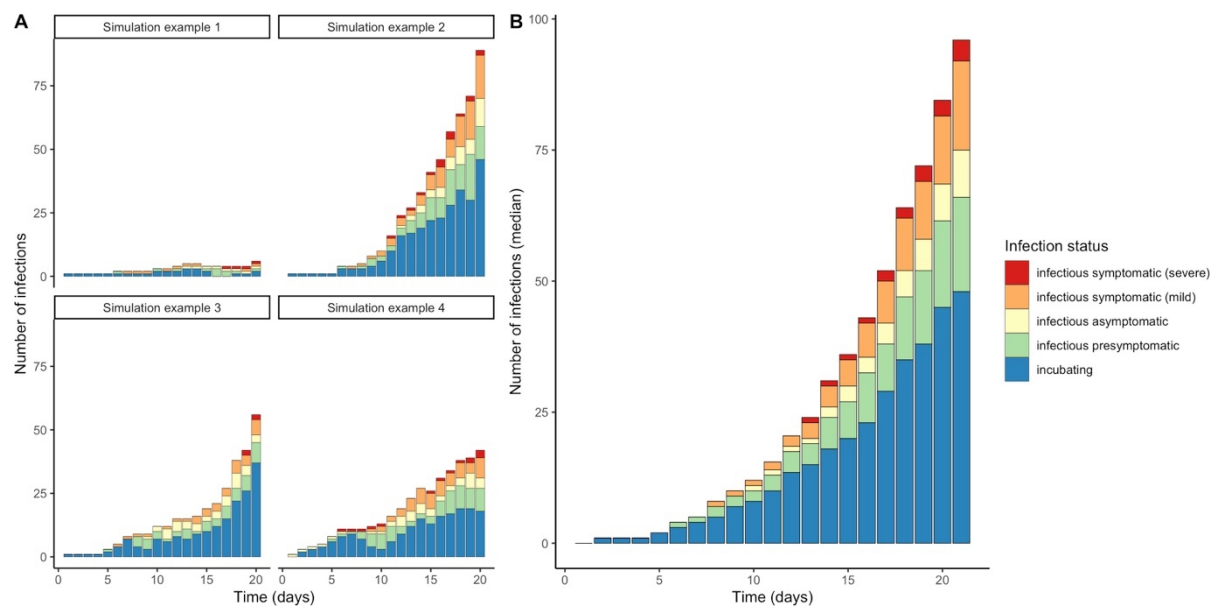 A
Simulation example 1
Simulation example 2
75
50
25
0
Simulation example 3
Simulation example 4
75
50
25
0
Number of infections
0 5 10 15 20
0 5 10 15 20
Time (days)
B
100
75
50
25
0
Number of infections (median)
0 5 10 15 20
Time (days)
Infection status
infectious symptomatic (severe)
infectious symptomatic (mild)
infectious asymptomatic
infectious presymptomatic
incubating